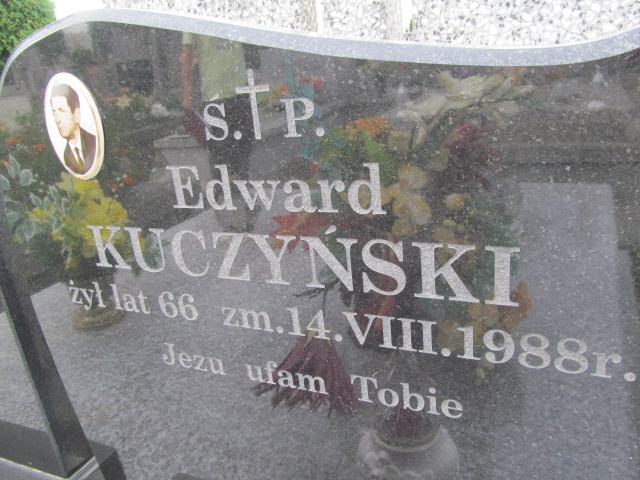 S.†P.
Edward
KUCZYŃSKI
żył lat 66 zm.14.VIII.1988r.
Jezu ufam Tobie